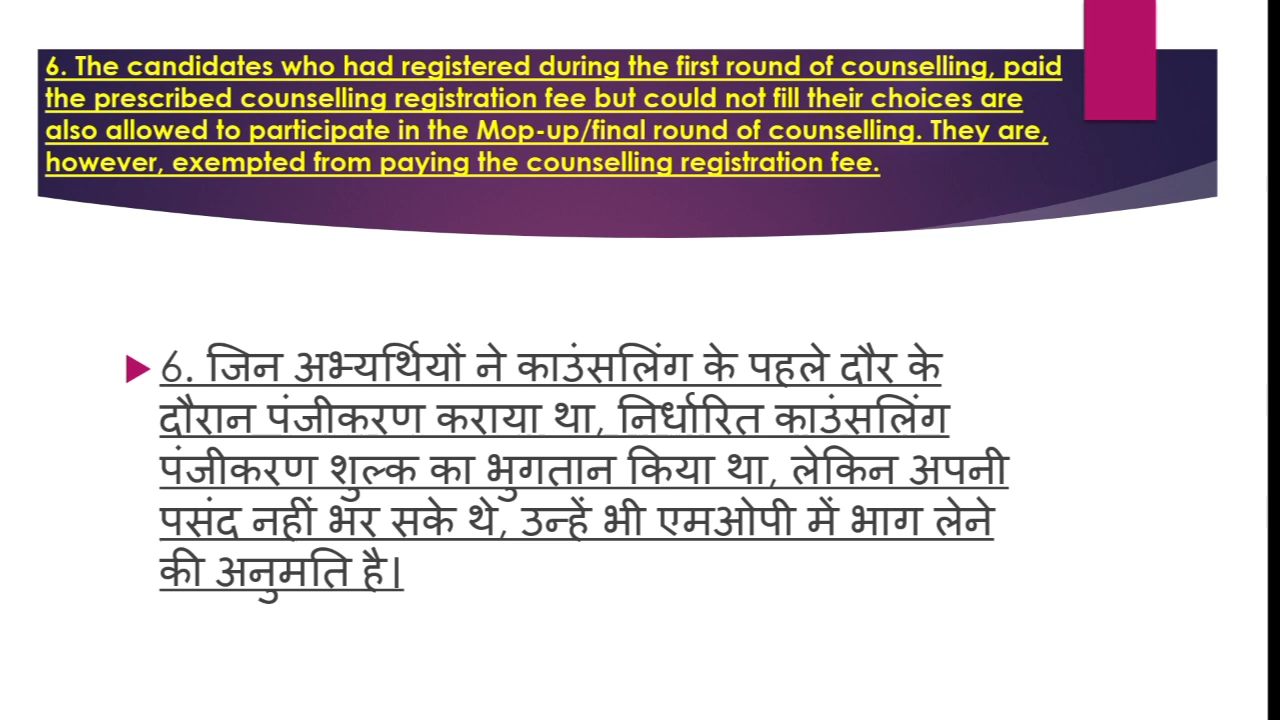 6. The candidates who had registered during the first round of counselling, paid
the prescribed counselling registration fee but could not fill their choices are
also allowed to participate in the Mop-up/final round of counselling. They are,
however, exempted from paying the counselling registration fee.
6. जिन अभ्यर्थियों ने काउंसलिंग के पहले दौर के
दौरान पंजीकरण कराया था, निर्धारित काउंसलिंग
पंजीकरण शुल्क का भुगतान किया था, लेकिन अपनी
पसंद नहीं भर सके थे, उन्हें भी एमओपी में भाग लेने
की अनुमति है।